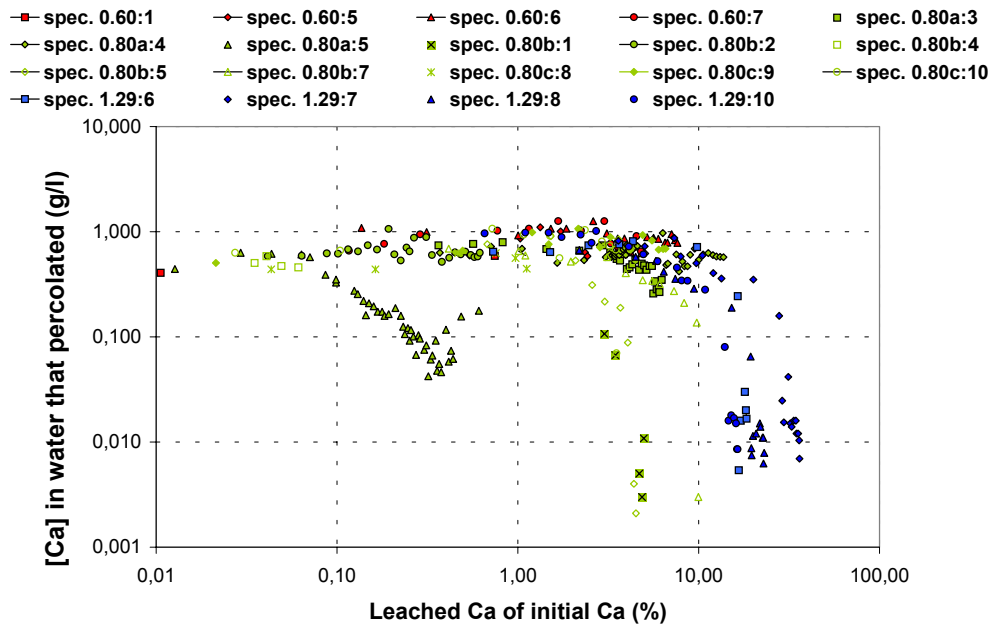 spec. 0.60:1 spec. 0.60:5 spec. 0.60:6 spec. 0.60:7 spec. 0.80a:3
spec. 0.80a:4 spec. 0.80a:5 spec. 0.80b:1 spec. 0.80b:2 spec. 0.80b:4
spec. 0.80b:5 spec. 0.80b:7 spec. 0.80c:8 spec. 0.80c:9 spec. 0.80c:10
spec. 1.29:6 spec. 1.29:7 spec. 1.29:8 spec. 1.29:10
[Ca] in water that percolated (g/l)
10,000
1,000
0,100
0,010
0,001
0,01 0,10 1,00 10,00 100,00
Leached Ca of initial Ca (%)